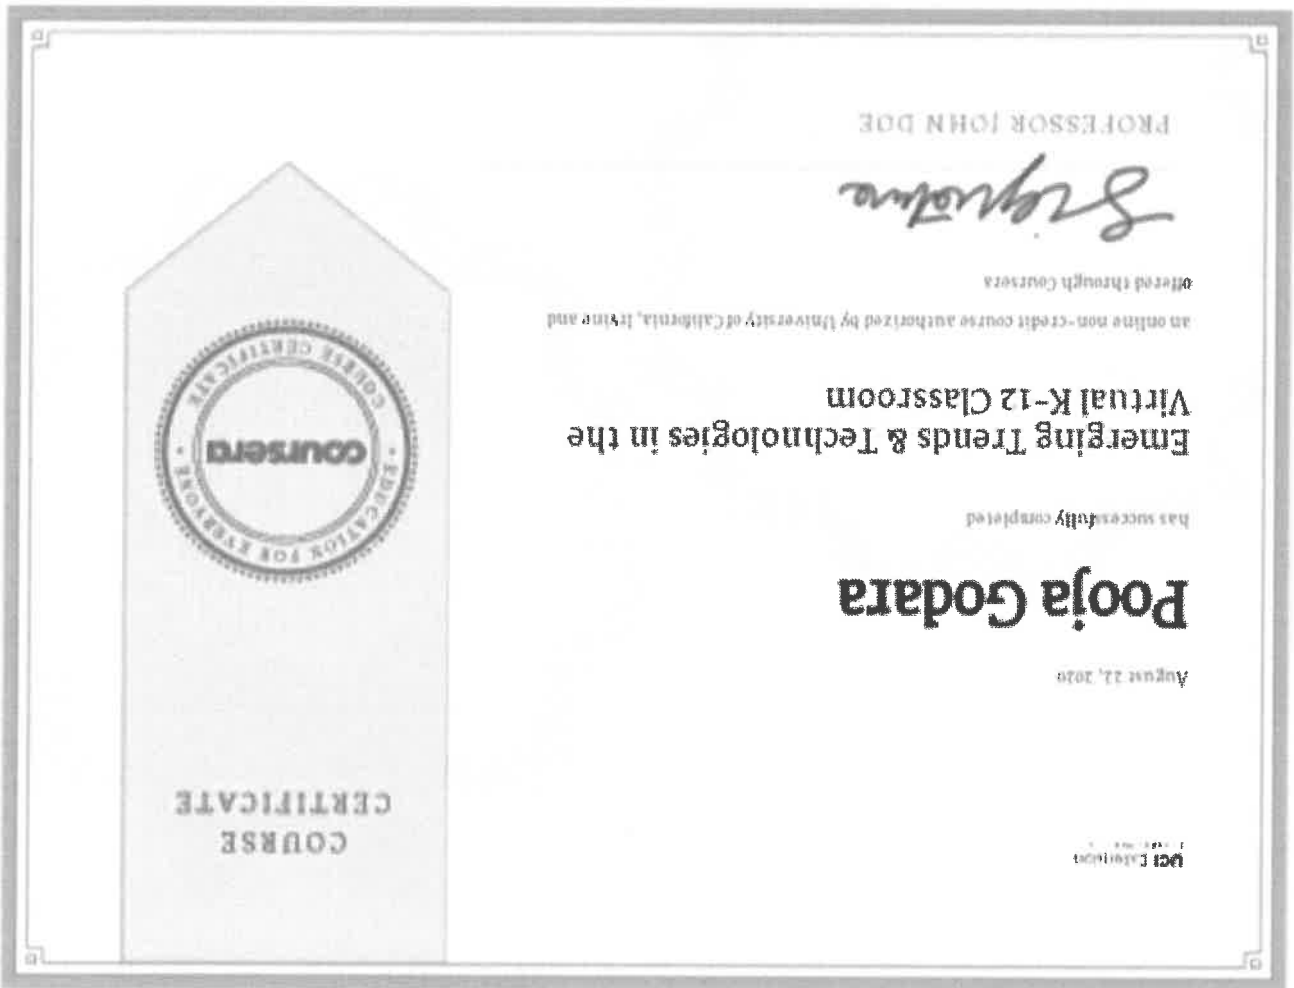 UCI Extension
August 22, 2020
Pooja Godara
has successfully completed
Emerging Trends & Technologies in the
Virtual K-12 Classroom
an online non-credit course authorized by University of California, Irvine and
offered through Coursera
Signature
PROFESSOR JOHN DOE
COURSE
CERTIFICATE
EDUCATION FOR EVERYONE
coursera
COURSE CERTIFICATE